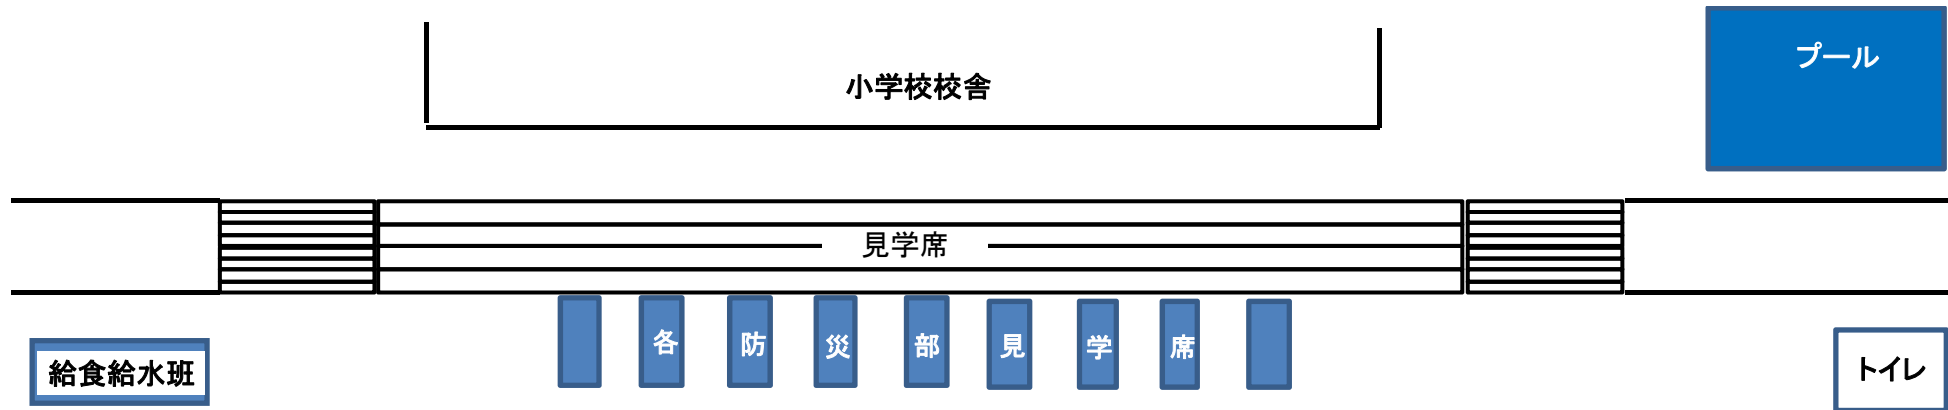 プール
小学校校舎
見学席
各防災部見学席
給食給水班
トイレ